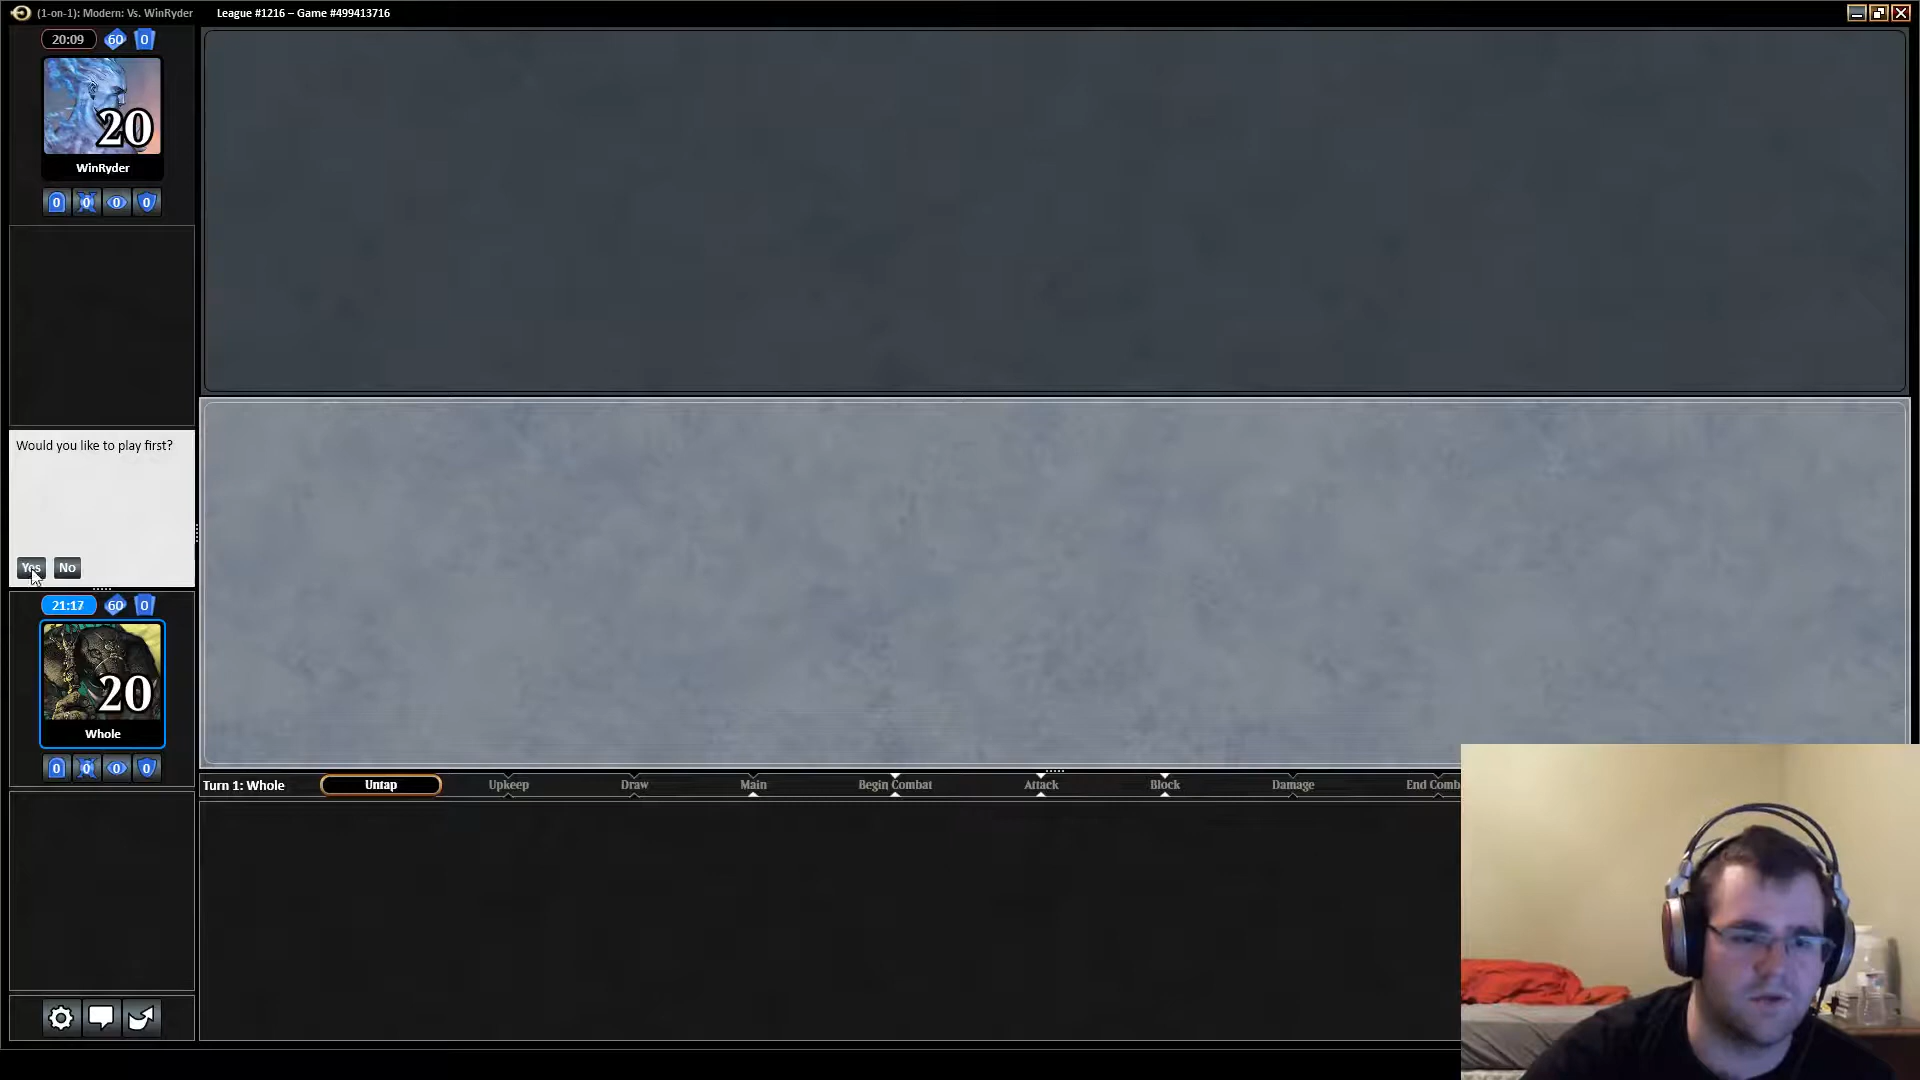 (1-on-1): Modern: Vs. WinRyder
League #1216 – Game #499413716
20:09
60
0
20
WinRyder
0
0
0
0
Would you like to play first?
Yes
No
21:17
60
0
20
Whole
0
0
0
0
Turn 1: Whole
Untap
Upkeep
Draw
Main
Begin Combat
Attack
Block
Damage
End Comb